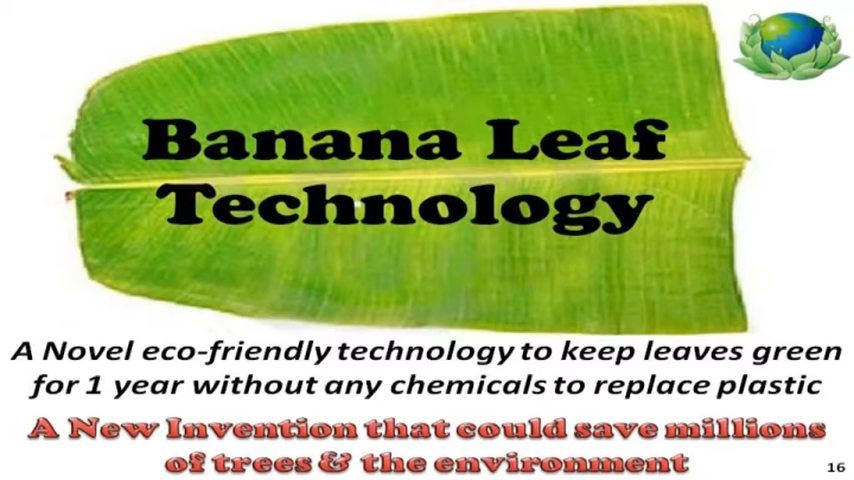 Banana Leaf
Technology
A Novel eco-friendly technology to keep leaves green
for 1 year without any chemicals to replace plastic
A New Invention that could save millions
of trees & the environment
16